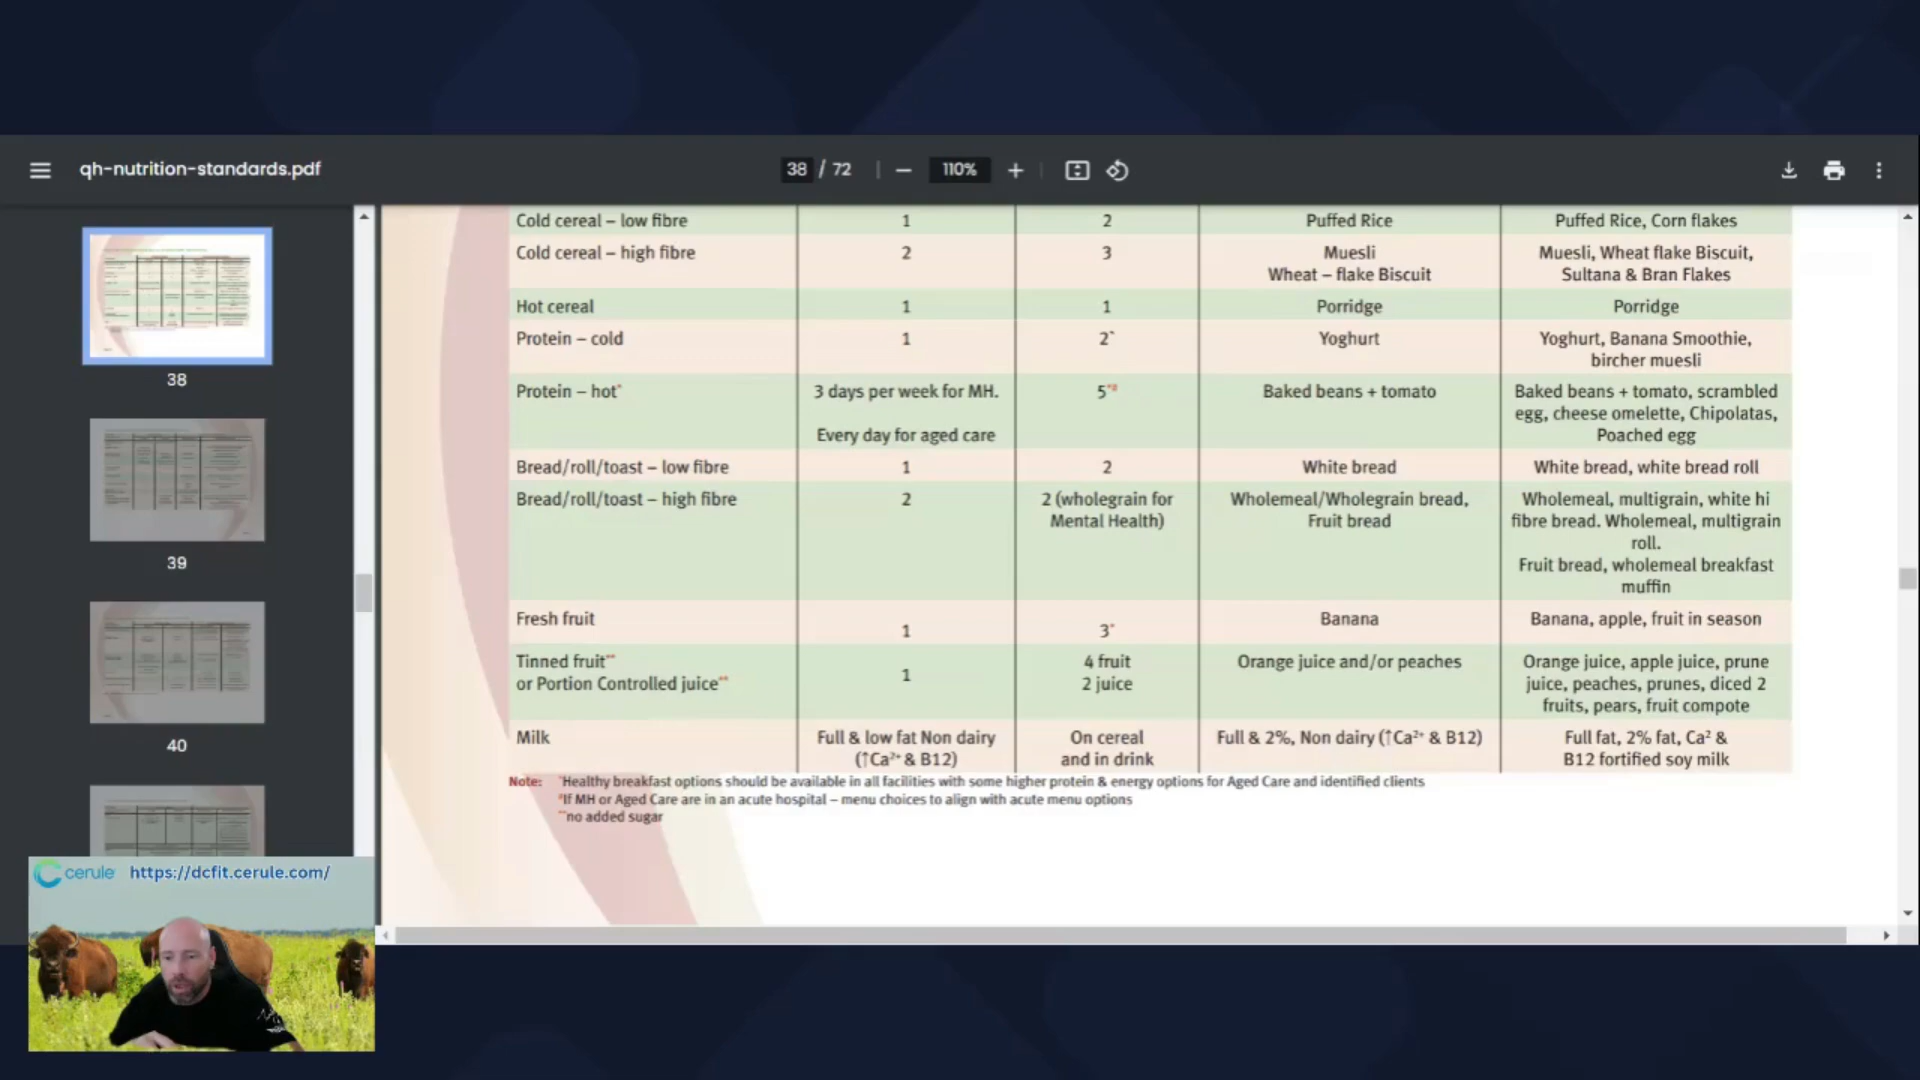 qh-nutrition-standards.pdf
38 / 72
110%
Cold cereal – low fibre 1 2 Puffed Rice Puffed Rice, Corn flakes
Cold cereal – high fibre 2 3 Muesli Muesli, Wheat flake Biscuit,
Wheat – flake Biscuit Sultana & Bran Flakes
Hot cereal 1 1 Porridge Porridge
Protein – cold 1 2` Yoghurt Yoghurt, Banana Smoothie,
bircher muesli
Protein – hot* 3 days per week for MH. 5*# Baked beans + tomato Baked beans + tomato, scrambled
egg, cheese omelette, Chipolatas,
Every day for aged care Poached egg
Bread/roll/toast – low fibre 1 2 White bread White bread, white bread roll
Bread/roll/toast – high fibre 2 2 (wholegrain for Wholemeal/Wholegrain bread, Wholemeal, multigrain, white hi
Mental Health) Fruit bread fibre bread. Wholemeal, multigrain
roll.
Fruit bread, wholemeal breakfast
muffin
Fresh fruit 1 3* Banana Banana, apple, fruit in season
Tinned fruit** 4 fruit Orange juice and/or peaches Orange juice, apple juice, prune
or Portion Controlled juice** 1 2 juice juice, peaches, prunes, diced 2
fruits, pears, fruit compote
Milk Full & low fat Non dairy On cereal Full & 2%, Non dairy (↑Ca²⁺ & B12) Full fat, 2% fat, Ca² &
(↑Ca²⁺ & B12) and in drink B12 fortified soy milk
Note: *Healthy breakfast options should be available in all facilities with some higher protein & energy options for Aged Care and identified clients
#If MH or Aged Care are in an acute hospital – menu choices to align with acute menu options
**no added sugar
38
39
40
cerule https://dcfit.cerule.com/